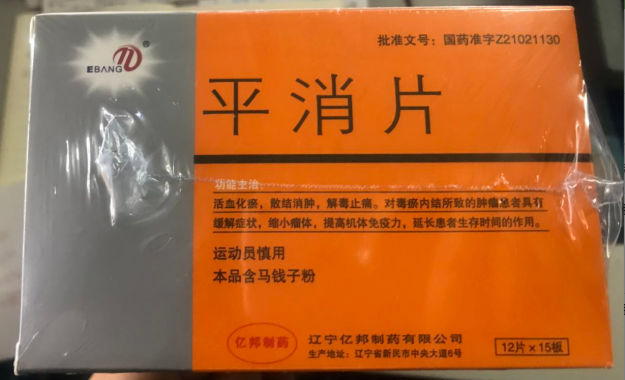 批准文号：国药准字Z21021130
EBANG
®
平消片
功能主治：
活血化瘀，散结消肿，解毒止痛。对毒瘀内结所致的肿瘤患者具有
缓解症状，缩小瘤体，提高机体免疫力，延长患者生存时间的作用。
运动员慎用
本品含马钱子粉
亿邦制药
辽宁亿邦制药有限公司
生产地址：辽宁省新民市中央大道6号
12片×15板